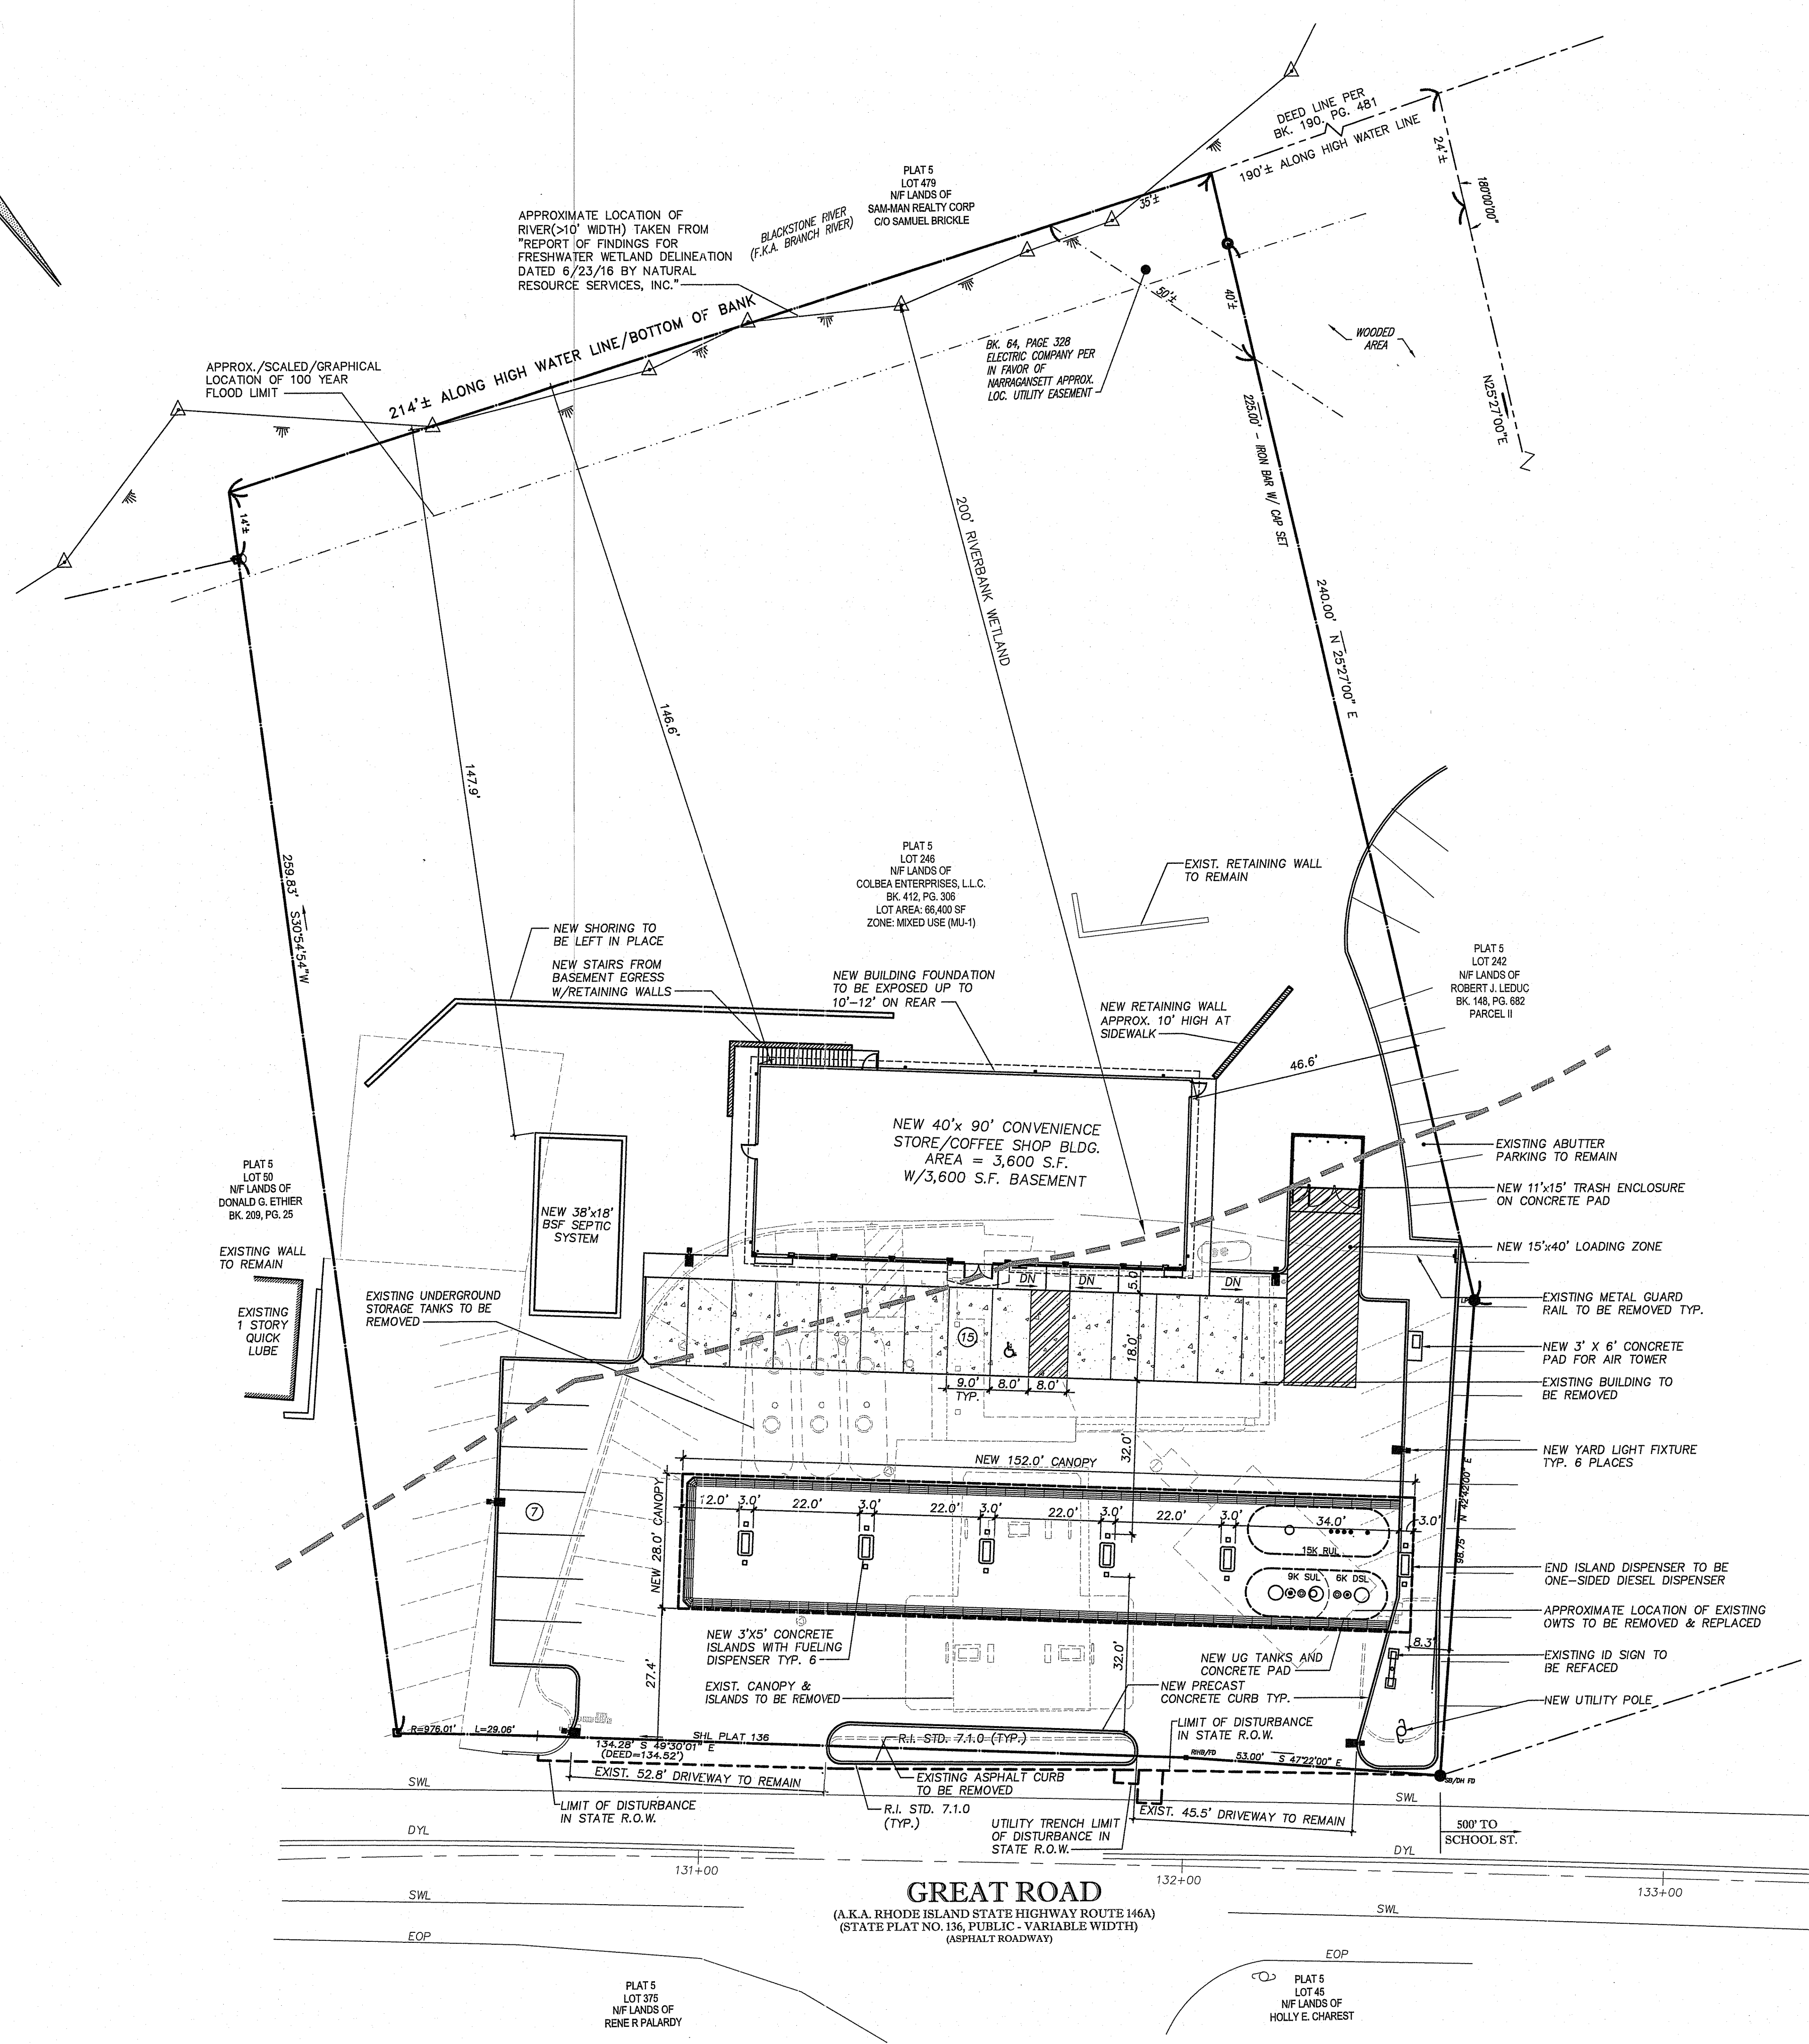 DEED LINE PER
BK. 190. PG. 481
190'± ALONG HIGH WATER LINE
24'±
180°00'00"
N25°27'00"E
PLAT 5
LOT 479
N/F LANDS OF
SAM-MAN REALTY CORP
C/O SAMUEL BRICKLE
BLACKSTONE RIVER
(F.K.A. BRANCH RIVER)
35'±
APPROXIMATE LOCATION OF
RIVER(>10' WIDTH) TAKEN FROM
"REPORT OF FINDINGS FOR
FRESHWATER WETLAND DELINEATION
DATED 6/23/16 BY NATURAL
RESOURCE SERVICES, INC."
50'±
40'±
WOODED
AREA
BK. 64, PAGE 328
ELECTRIC COMPANY PER
IN FAVOR OF
NARRAGANSETT APPROX.
LOC. UTILITY EASEMENT
APPROX./SCALED/GRAPHICAL
LOCATION OF 100 YEAR
FLOOD LIMIT
214'± ALONG HIGH WATER LINE/BOTTOM OF BANK
14'±
225.00' - IRON BAR W/ CAP SET
200' RIVERBANK WETLAND
240.00' N 25°27'00" E
146.6'
147.9'
259.83' S30°54'54"W
PLAT 5
LOT 246
N/F LANDS OF
COLBEA ENTERPRISES, L.L.C.
BK. 412, PG. 306
LOT AREA: 66,400 SF
ZONE: MIXED USE (MU-1)
EXIST. RETAINING WALL
TO REMAIN
NEW SHORING TO
BE LEFT IN PLACE
NEW STAIRS FROM
BASEMENT EGRESS
W/RETAINING WALLS
NEW BUILDING FOUNDATION
TO BE EXPOSED UP TO
10'-12' ON REAR
NEW RETAINING WALL
APPROX. 10' HIGH AT
SIDEWALK
PLAT 5
LOT 242
N/F LANDS OF
ROBERT J. LEDUC
BK. 148, PG. 682
PARCEL II
46.6'
NEW 40'x 90' CONVENIENCE
STORE/COFFEE SHOP BLDG.
AREA = 3,600 S.F.
W/3,600 S.F. BASEMENT
EXISTING ABUTTER
PARKING TO REMAIN
NEW 11'x15' TRASH ENCLOSURE
ON CONCRETE PAD
NEW 15'x40' LOADING ZONE
PLAT 5
LOT 50
N/F LANDS OF
DONALD G. ETHIER
BK. 209, PG. 25
NEW 38'x18'
BSF SEPTIC
SYSTEM
EXISTING WALL
TO REMAIN
EXISTING
1 STORY
QUICK
LUBE
EXISTING UNDERGROUND
STORAGE TANKS TO BE
REMOVED
DN
DN
DN
5.0'
LP
EXISTING METAL GUARD
RAIL TO BE REMOVED TYP.
15
18.0'
NEW 3' X 6' CONCRETE
PAD FOR AIR TOWER
9.0'
TYP.
8.0'
8.0'
EXISTING BUILDING TO
BE REMOVED
32.0'
NEW YARD LIGHT FIXTURE
TYP. 6 PLACES
NEW 152.0' CANOPY
NEW 28.0' CANOPY
12.0'
3.0'
22.0'
3.0'
22.0'
3.0'
22.0'
3.0'
22.0'
3.0'
34.0'
3.0'
7
N 42°42'00" E
98.75'
15K RUL
9K SUL
6K DSL
END ISLAND DISPENSER TO BE
ONE-SIDED DIESEL DISPENSER
APPROXIMATE LOCATION OF EXISTING
OWTS TO BE REMOVED & REPLACED
NEW 3'X5' CONCRETE
ISLANDS WITH FUELING
DISPENSER TYP. 6
27.4'
32.0'
8.3'
NEW UG TANKS AND
CONCRETE PAD
EXISTING ID SIGN TO
BE REFACED
EXIST. CANOPY &
ISLANDS TO BE REMOVED
NEW PRECAST
CONCRETE CURB TYP.
NEW UTILITY POLE
LIMIT OF DISTURBANCE
IN STATE R.O.W.
R=976.01'
L=29.06'
SHL PLAT 136
R.I. STD. 7.1.0 (TYP.)
134.28' S 49°30'01" E
(DEED=134.52')
RIHB/FD
53.00' S 47°22'00" E
EXIST. 52.8' DRIVEWAY TO REMAIN
EXISTING ASPHALT CURB
TO BE REMOVED
SB/DH FD
SWL
SWL
LIMIT OF DISTURBANCE
IN STATE R.O.W.
R.I. STD. 7.1.0
(TYP.)
EXIST. 45.5' DRIVEWAY TO REMAIN
UTILITY TRENCH LIMIT
OF DISTURBANCE IN
STATE R.O.W.
500' TO
SCHOOL ST.
DYL
DYL
131+00
132+00
133+00
GREAT ROAD
(A.K.A. RHODE ISLAND STATE HIGHWAY ROUTE 146A)
(STATE PLAT NO. 136, PUBLIC - VARIABLE WIDTH)
(ASPHALT ROADWAY)
SWL
SWL
EOP
EOP
PLAT 5
LOT 375
N/F LANDS OF
RENE R PALARDY
PLAT 5
LOT 45
N/F LANDS OF
HOLLY E. CHAREST